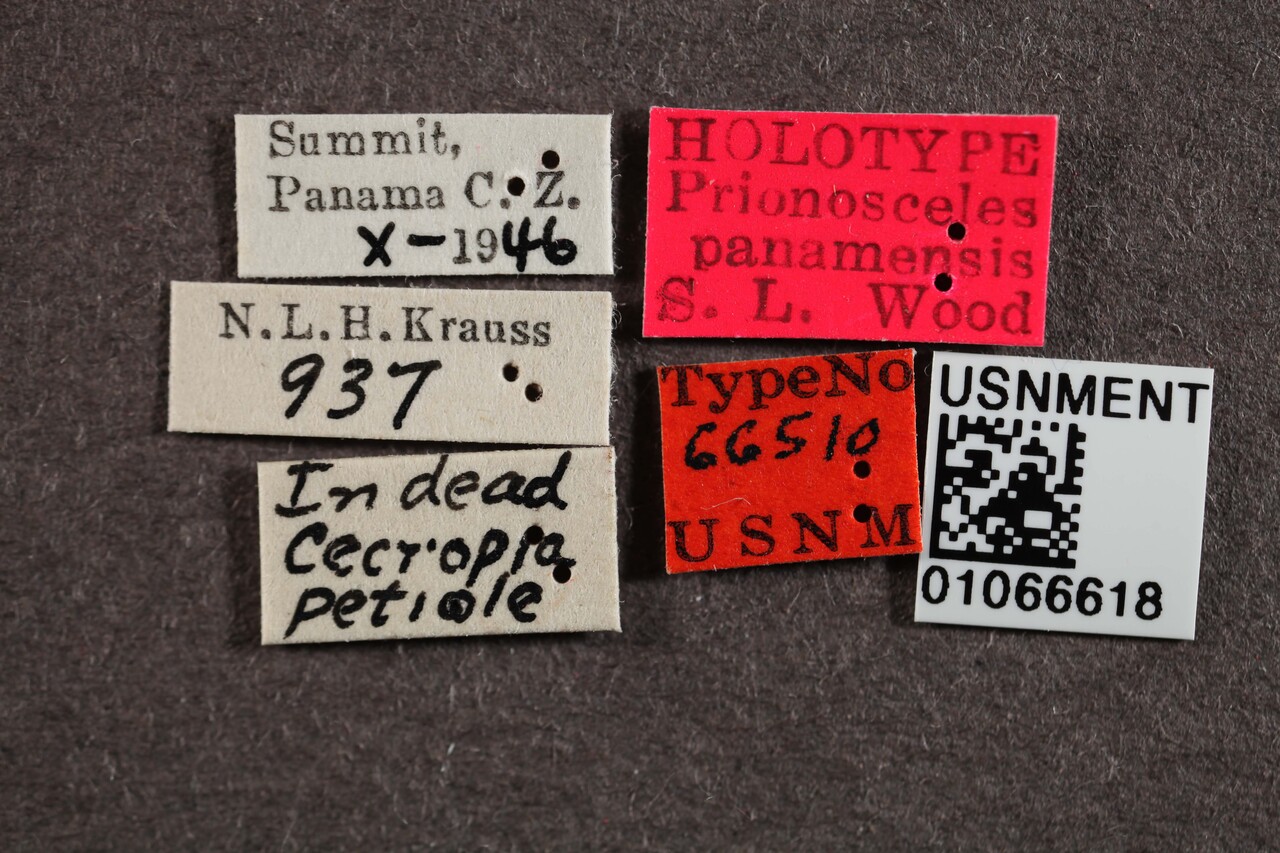 Summit,
Panama C. Z.
X-1946
N.L.H.Krauss
937
In dead
Cecropia
petiole
HOLOTYPE
Prionosceles
panamensis
S. L. Wood
TypeNo
66510
USNM
USNMENT
01066618